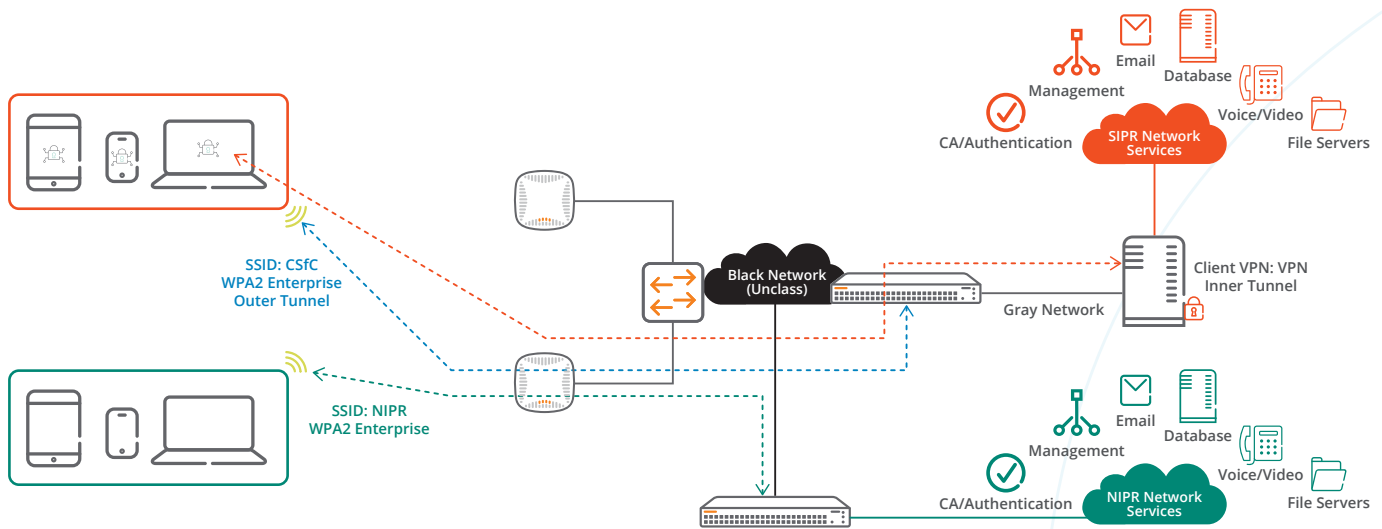 Email
Database
Management
Voice/Video
CA/Authentication
SIPR Network
Services
File Servers
SSID: CSfC
WPA2 Enterprise
Outer Tunnel
Black Network
(Unclass)
Gray Network
Client VPN: VPN
Inner Tunnel
SSID: NIPR
WPA2 Enterprise
Email
Database
Management
Voice/Video
CA/Authentication
NIPR Network
Services
File Servers